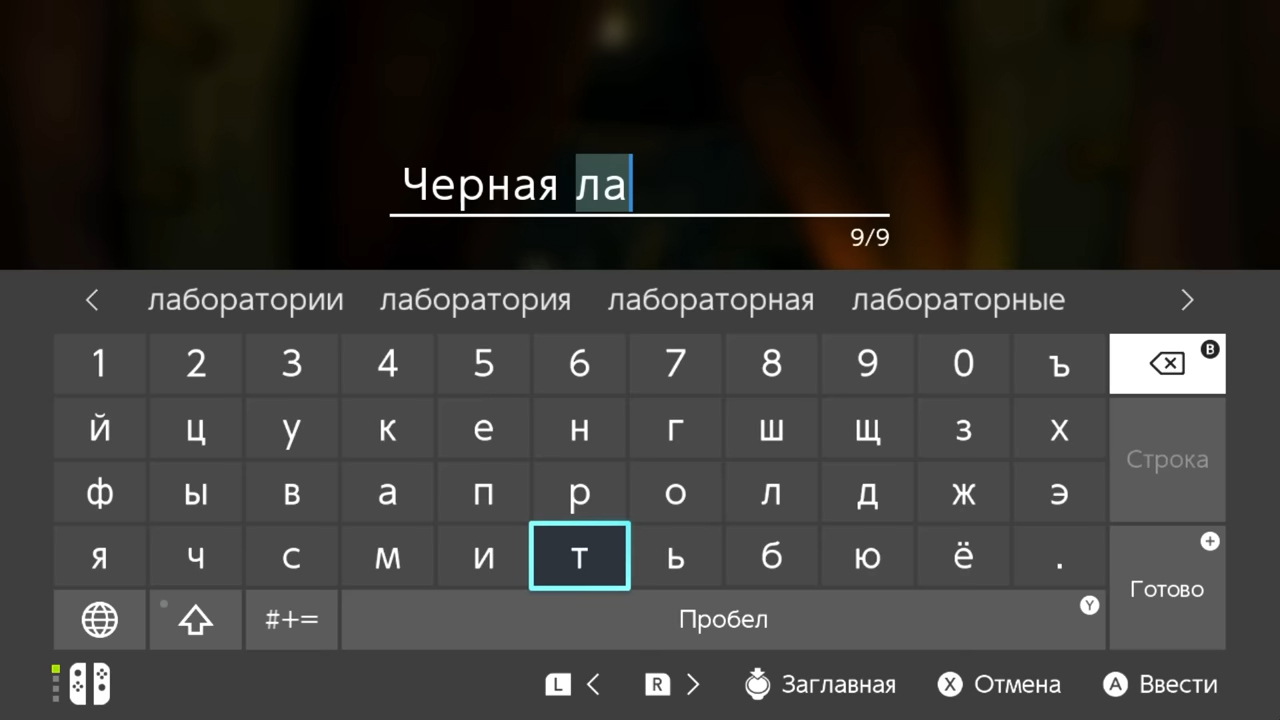 Черная ла
9/9
лаборатории лаборатория лабораторная лабораторные
1 2 3 4 5 6 7 8 9 0 ъ B
й ц у к е н г ш щ з х
Строка
ф ы в а п р о л д ж э
я ч с м и т ь б ю ё . +
Готово
#+= Пробел Y
L R Заглавная X Отмена A Ввести